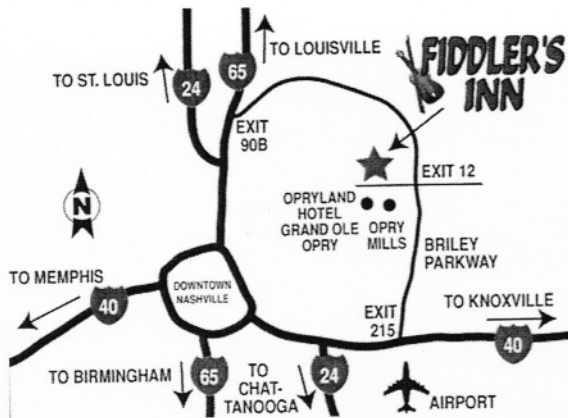 TO LOUISVILLE
TO ST. LOUIS
65
24
FIDDLER'S
INN
EXIT
90B
EXIT 12
N
OPRYLAND
HOTEL
GRAND OLE
OPRY
OPRY
MILLS
BRILEY
PARKWAY
TO MEMPHIS
40
DOWNTOWN
NASHVILLE
EXIT
215
TO KNOXVILLE
40
TO BIRMINGHAM
65
TO
CHAT-
TANOOGA
24
AIRPORT